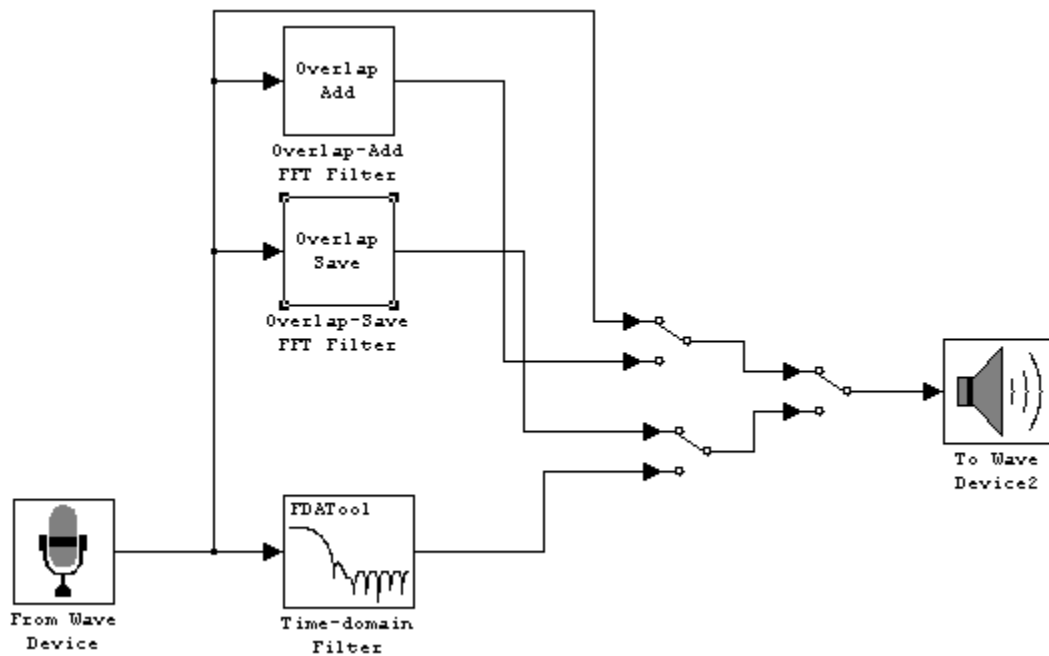 Overlap
Add
Overlap-Add
FFT Filter
Overlap
Save
Overlap-Save
FFT Filter
To Wave
Device2
FDATool
From Wave
Device
Time-domain
Filter